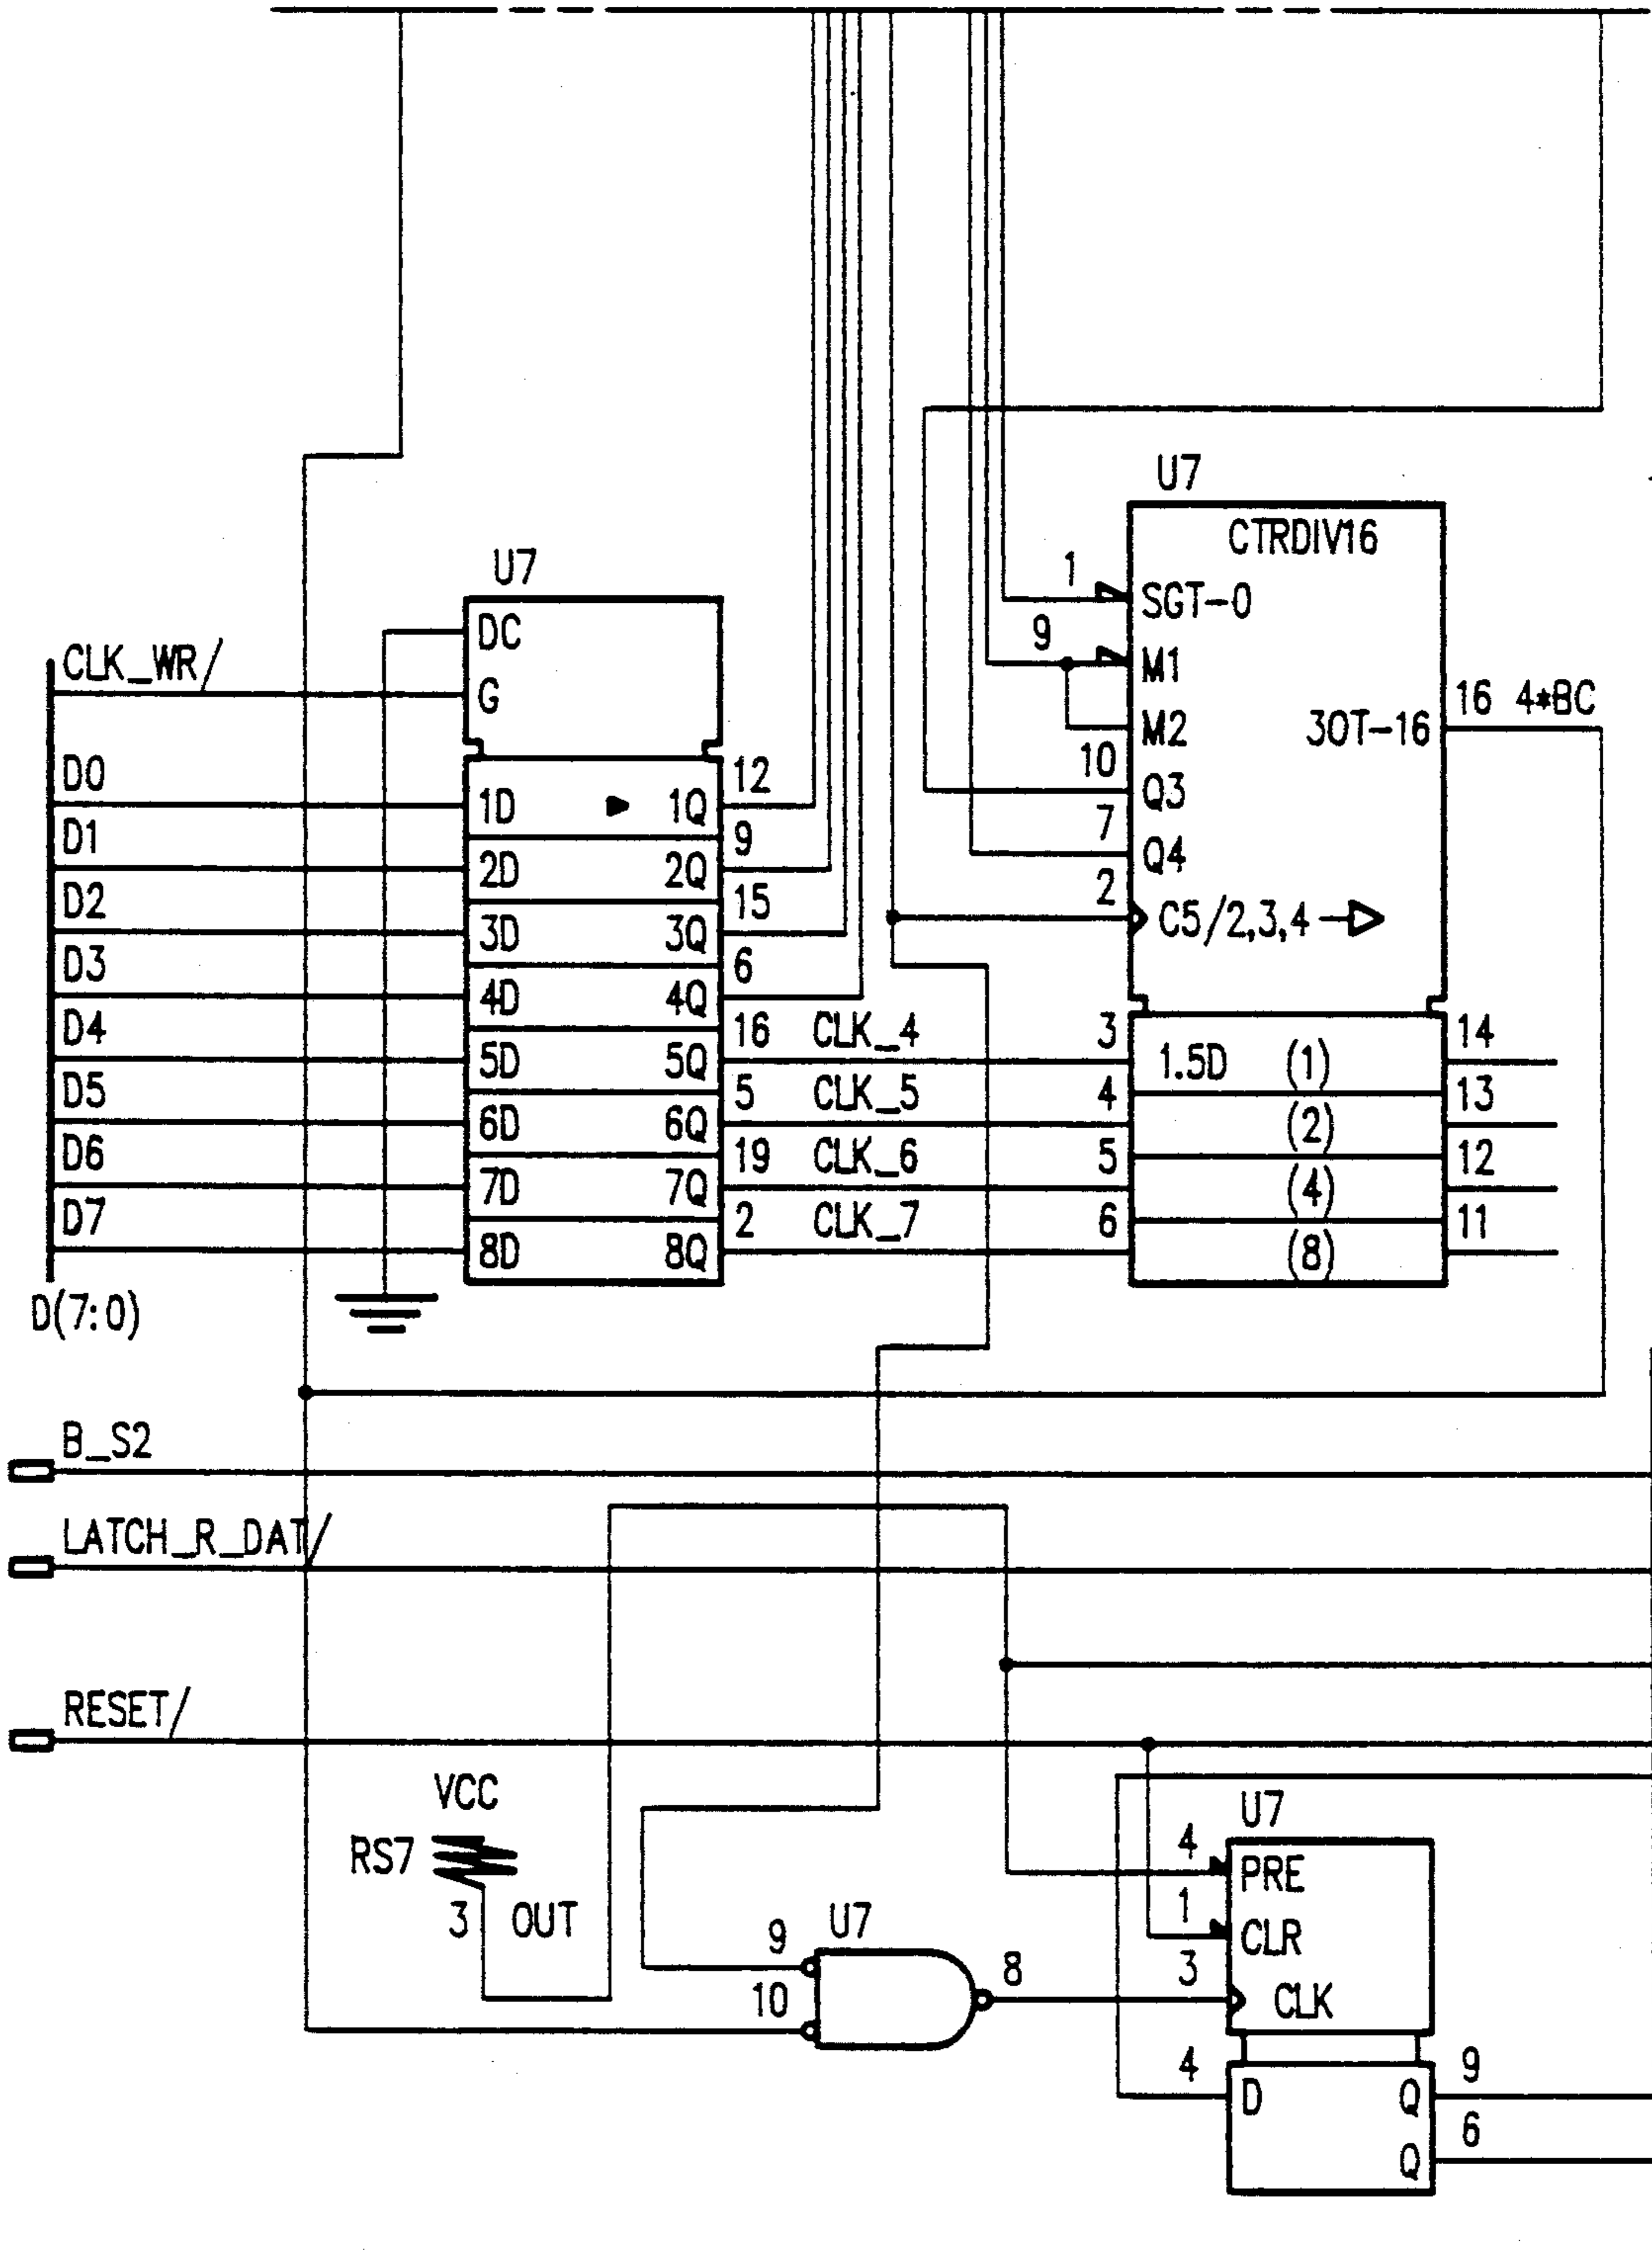 U7
CTRDIV16
1 SGT-0
9 M1
M2 3OT-16 16 4*BC
10 Q3
7 Q4
2 C5/2,3,4
3 1.5D (1) 14
4 (2) 13
5 (4) 12
6 (8) 11
U7
DC
CLK_WR/ G
D0 1D 1Q 12
D1 2D 2Q 9
D2 3D 3Q 15
D3 4D 4Q 6
D4 5D 5Q 16 CLK_4
D5 6D 6Q 5 CLK_5
D6 7D 7Q 19 CLK_6
D7 8D 8Q 2 CLK_7
D(7:0)
B_S2
LATCH_R_DAT/
RESET/
VCC
RS7
3 OUT
U7
9
10
8
U7
4 PRE
1 CLR
3 CLK
4 D Q 9
Q 6